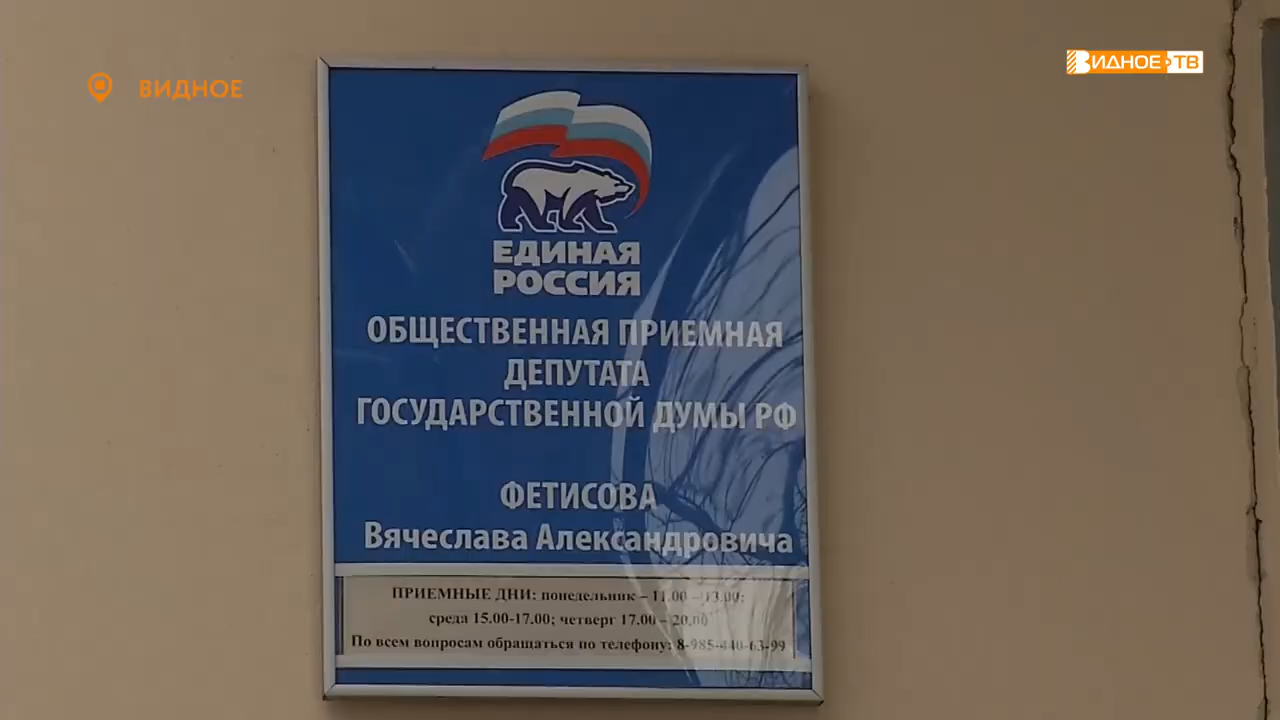 ВИДНОЕ
ВИДНОЕ ТВ
ЕДИНАЯ
РОССИЯ
ОБЩЕСТВЕННАЯ ПРИЕМНАЯ
ДЕПУТАТА
ГОСУДАРСТВЕННОЙ ДУМЫ РФ
ФЕТИСОВА
Вячеслава Александровича
ПРИЕМНЫЕ ДНИ: понедельник – 11.00 – 13.00;
среда 15.00-17.00; четверг 17.00 – 20.00
По всем вопросам обращаться по телефону: 8-985-440-63-99